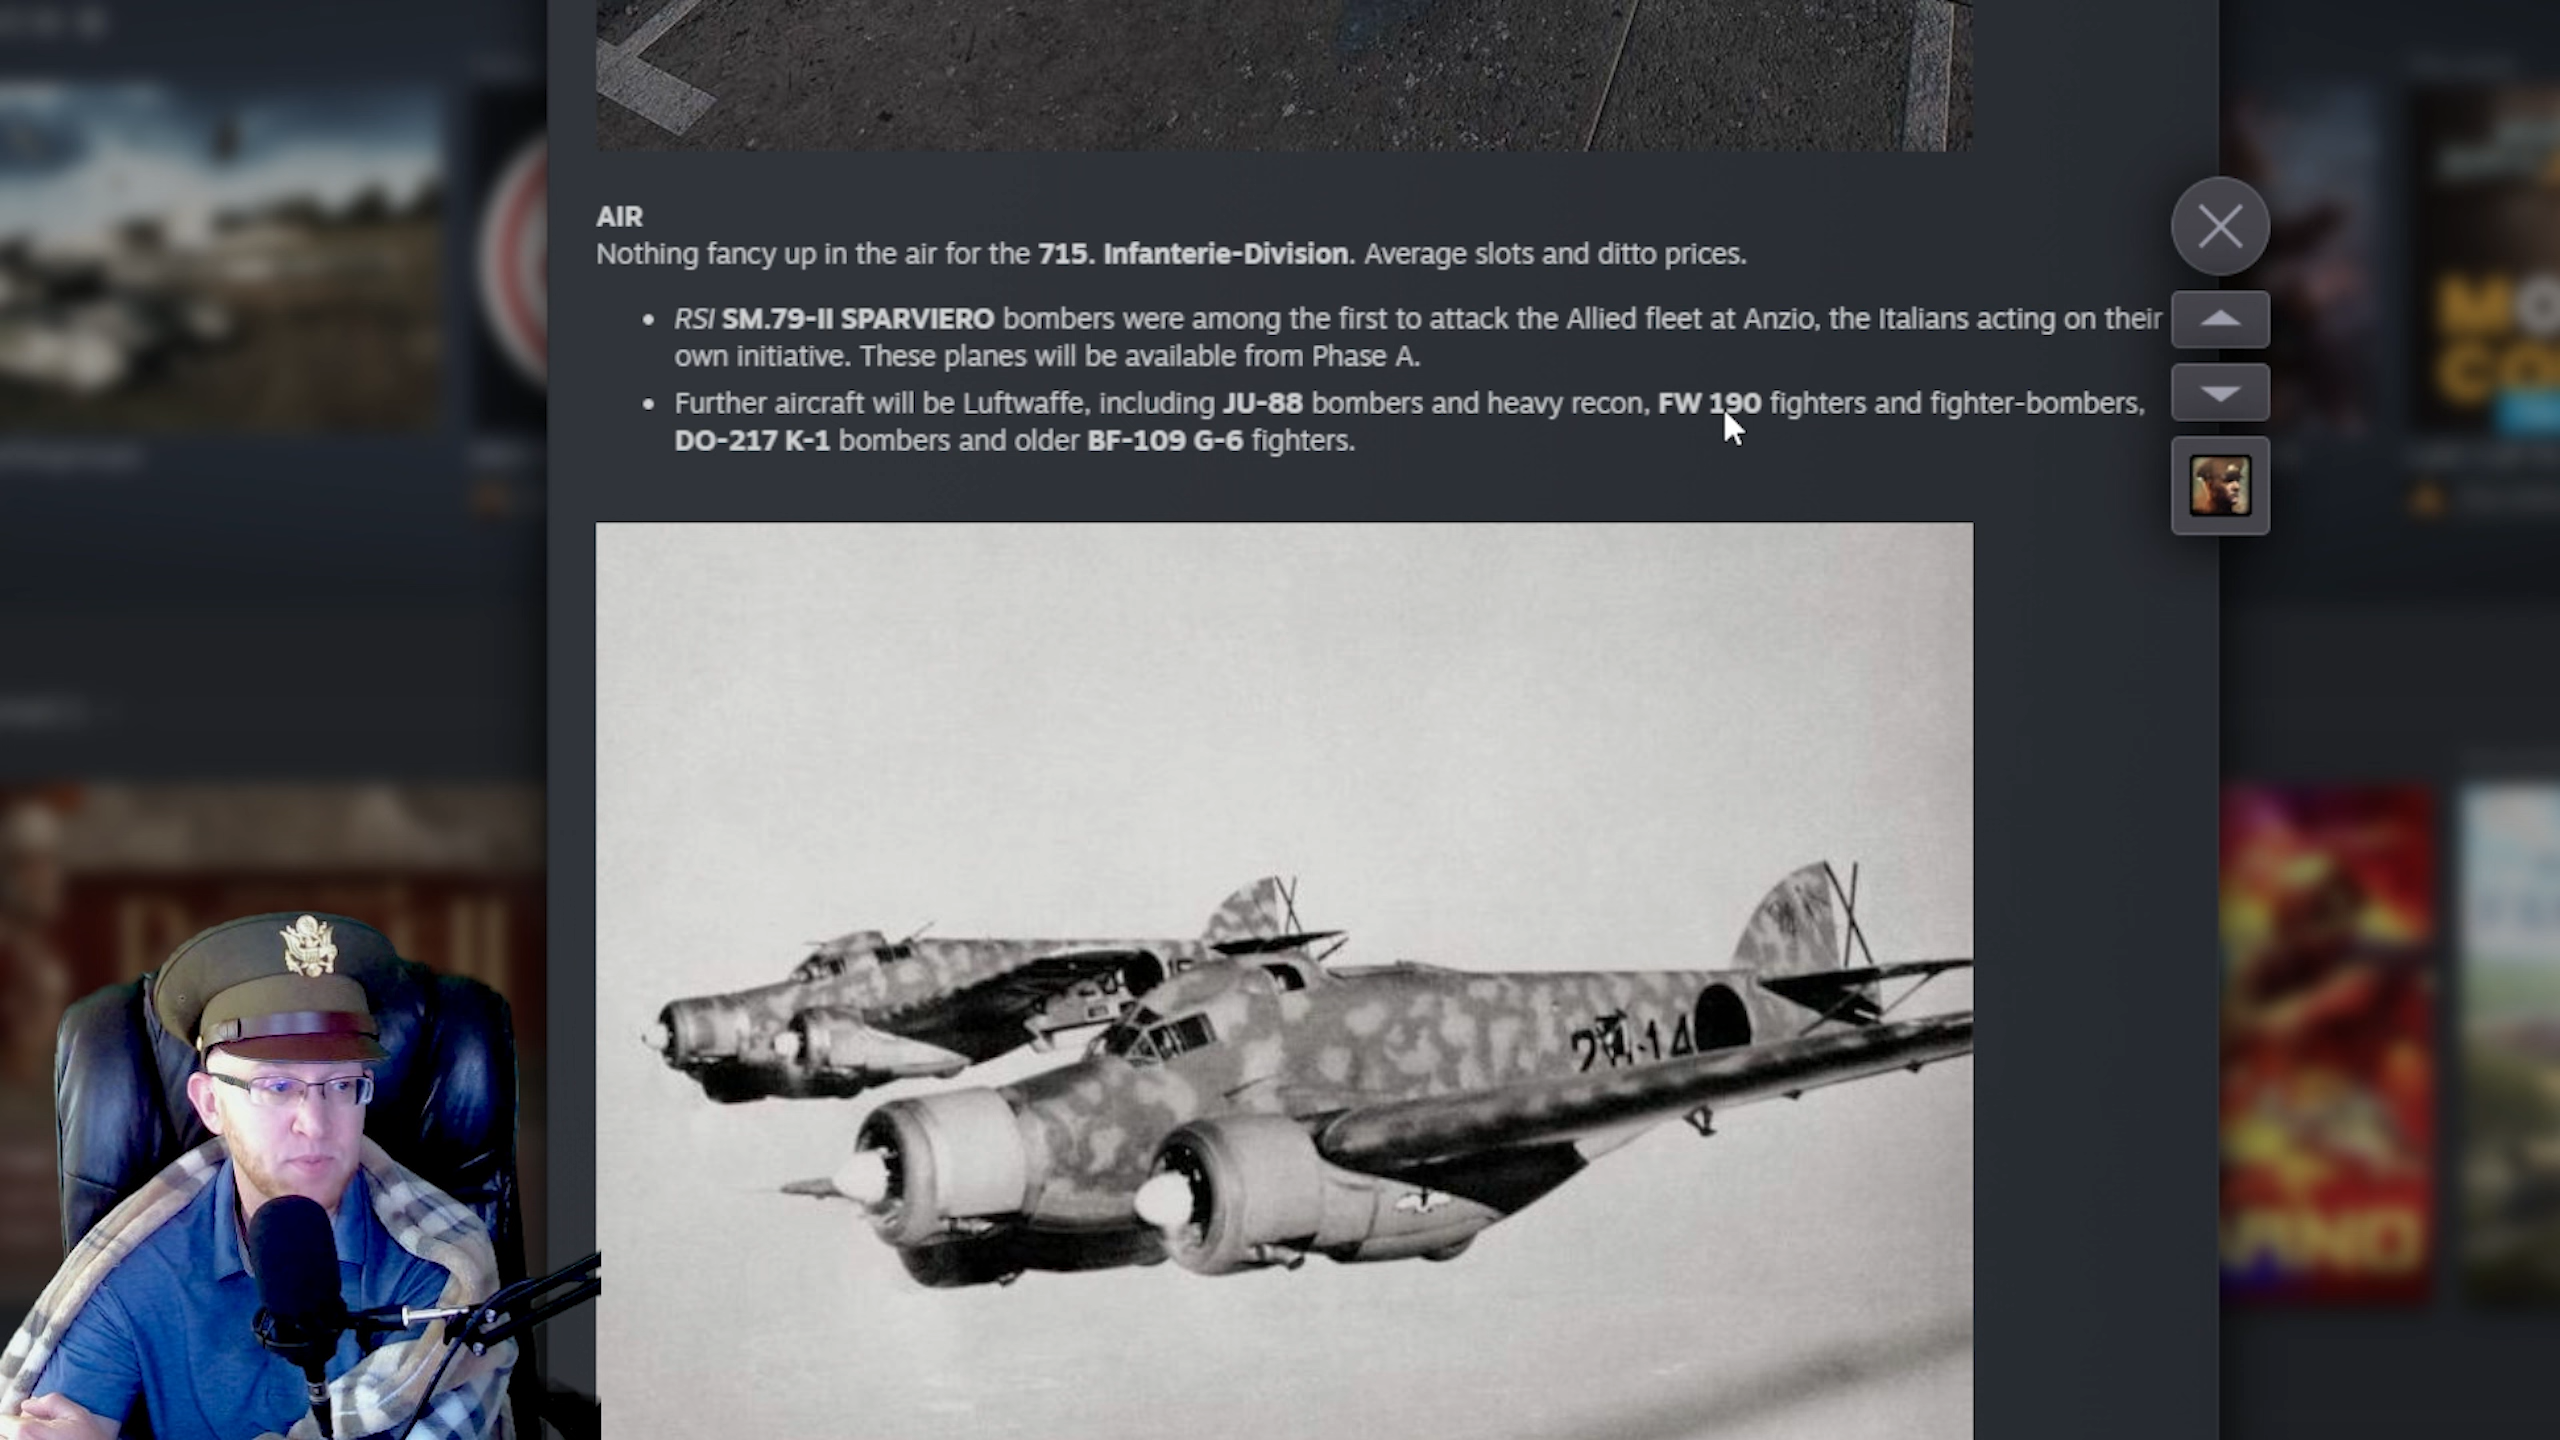 AIR
Nothing fancy up in the air for the 715. Infanterie-Division. Average slots and ditto prices.
• RSI SM.79-II SPARVIERO bombers were among the first to attack the Allied fleet at Anzio, the Italians acting on their
own initiative. These planes will be available from Phase A.
• Further aircraft will be Luftwaffe, including JU-88 bombers and heavy recon, FW 190 fighters and fighter-bombers,
DO-217 K-1 bombers and older BF-109 G-6 fighters.